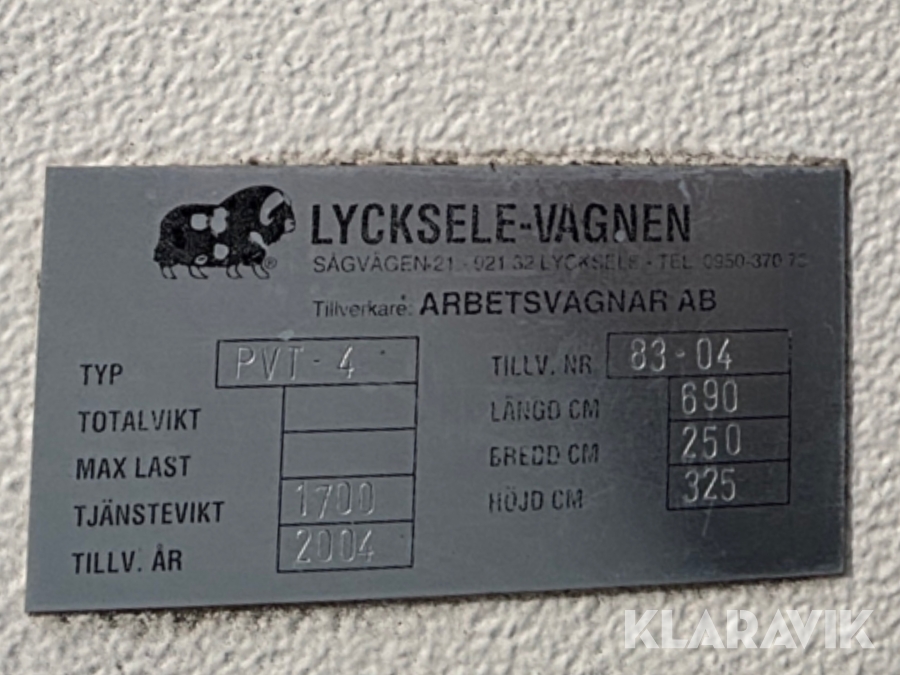 LYCKSELE-VAGNEN
SÅGVÄGEN 21 - 921 32 LYCKSELE - TEL. 0950-370 75
Tillverkare: ARBETSVAGNAR AB
TYP PVT-4
TOTALVIKT
MAX LAST
TJÄNSTEVIKT 1700
TILLV. ÅR 2004
TILLV. NR 83-04
LÄNGD CM 690
BREDD CM 250
HÖJD CM 325
KLARAVIK